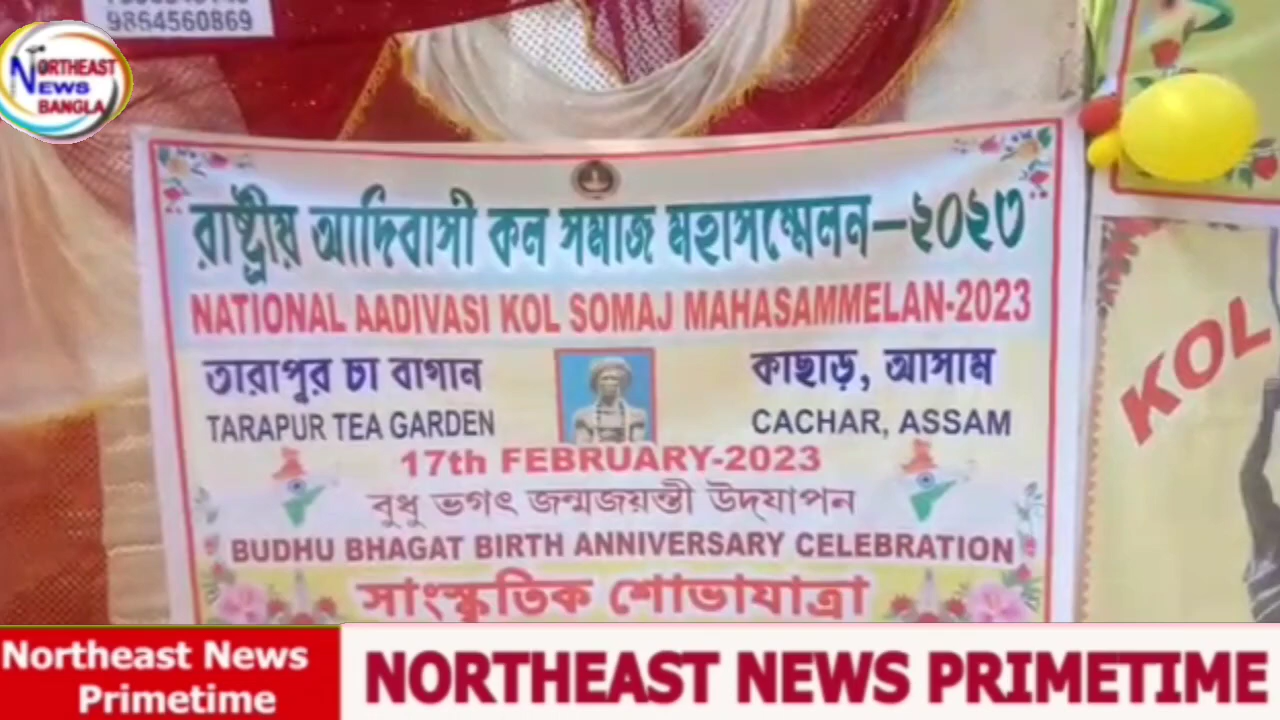 9864560869
NORTHEAST
NEWS
BANGLA
রাষ্ট্রীয় আদিবাসী কল সমাজ মহাসম্মেলন–২০২৩
NATIONAL AADIVASI KOL SOMAJ MAHASAMMELAN-2023
তারাপুর চা বাগান
কাছাড়, আসাম
TARAPUR TEA GARDEN
CACHAR, ASSAM
17th FEBRUARY-2023
বুধু ভগৎ জন্মজয়ন্তী উদ্‌যাপন
BUDHU BHAGAT BIRTH ANNIVERSARY CELEBRATION
সাংস্কৃতিক শোভাযাত্রা
KOL
Northeast News
Primetime
NORTHEAST NEWS PRIMETIME